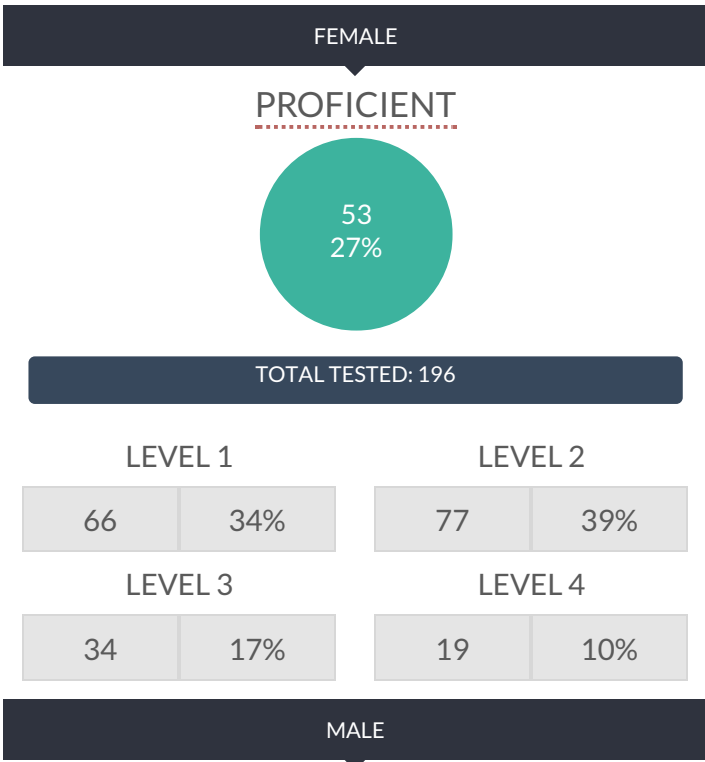 FEMALE
PROFICIENT
53
27%
TOTAL TESTED: 196
LEVEL 1
66 34%
LEVEL 2
77 39%
LEVEL 3
34 17%
LEVEL 4
19 10%
MALE